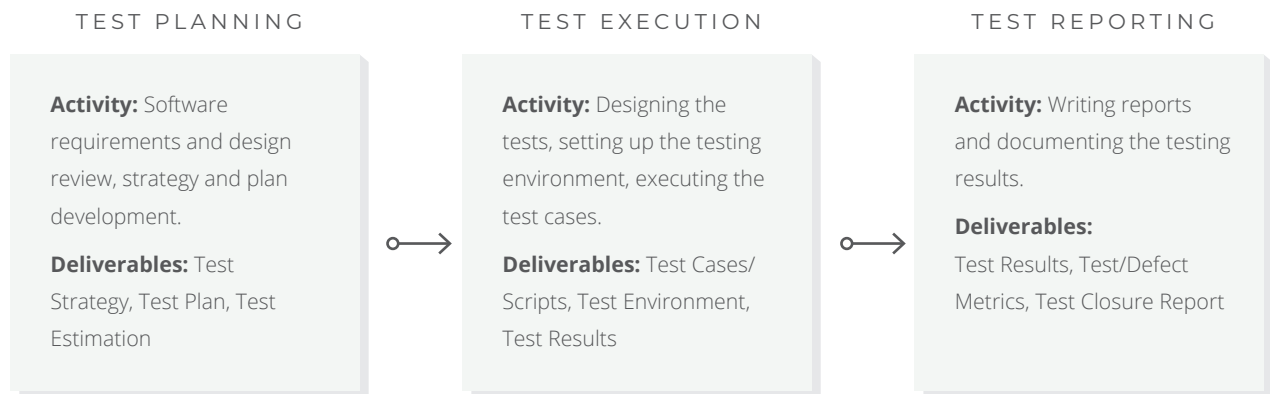 TEST PLANNING
Activity: Software
requirements and design
review, strategy and plan
development.
Deliverables: Test
Strategy, Test Plan, Test
Estimation
TEST EXECUTION
Activity: Designing the
tests, setting up the testing
environment, executing the
test cases.
Deliverables: Test Cases/
Scripts, Test Environment,
Test Results
TEST REPORTING
Activity: Writing reports
and documenting the testing
results.
Deliverables:
Test Results, Test/Defect
Metrics, Test Closure Report